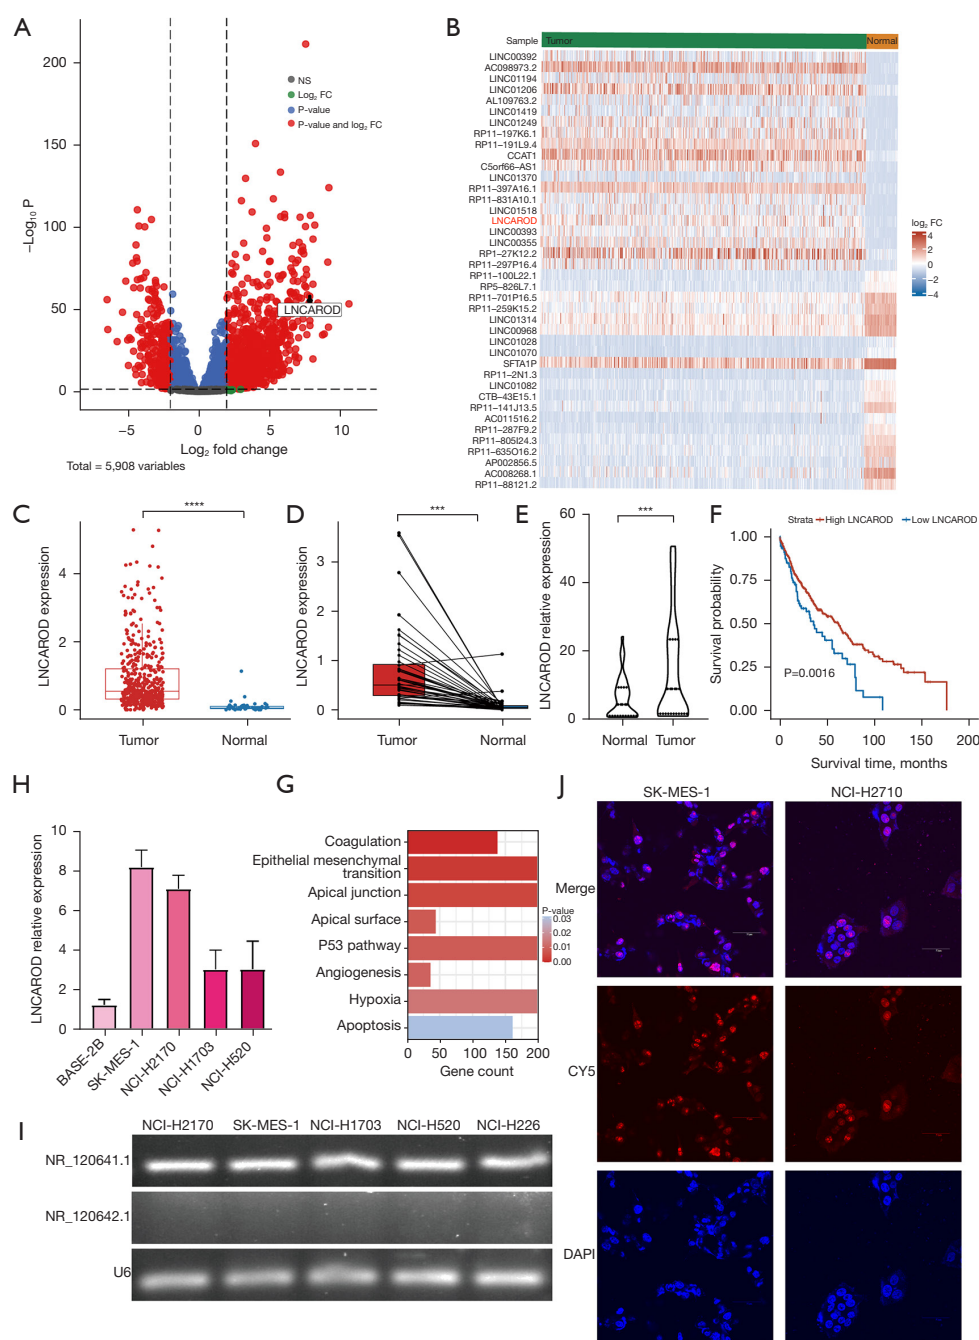 A
200
150
100
50
0
–Log₁₀ P
NS
Log₂ FC
P-value
P-value and log₂ FC
LNCAROD
−5
0
5
10
Log₂ fold change
Total = 5,908 variables
B
Sample
Tumor
Normal
LINC00392
AC098973.2
LINC01194
LINC01206
AL109763.2
LINC01419
LINC01249
RP11−197K6.1
RP11−191L9.4
CCAT1
C5orf66−AS1
LINC01370
RP11−397A16.1
RP11−831A10.1
LINC01518
LNCAROD
LINC00393
LINC00355
RP1−27K12.2
RP11−297P16.4
RP11−100L22.1
RP5−826L7.1
RP11−701P16.5
RP11−259K15.2
LINC01314
LINC00968
LINC01028
LINC01070
SFTA1P
RP11−2N1.3
LINC01082
CTB−43E15.1
RP11−141J13.5
AC011516.2
RP11−287F9.2
RP11−805I24.3
RP11−635O16.2
AP002856.5
AC008268.1
RP11−88121.2
log₂ FC
4
2
0
−2
−4
C
****
LNCAROD expression
4
2
0
Tumor
Normal
D
***
LNCAROD expression
3
2
1
0
Tumor
Normal
E
***
LNCAROD relative expression
60
40
20
0
Normal
Tumor
F
Strata
High LNCAROD
Low LNCAROD
Survival probability
1.00
0.75
0.50
0.25
0.00
P=0.0016
0
50
100
150
200
Survival time, months
H
LNCAROD relative expression
10
8
6
4
2
0
BASE-2B
SK-MES-1
NCI-H2170
NCI-H1703
NCI-H520
G
Coagulation
Epithelial mesenchymal
transition
Apical junction
Apical surface
P53 pathway
Angiogenesis
Hypoxia
Apoptosis
P-value
0.03
0.02
0.01
0.00
0
50
100
150
200
Gene count
I
NCI-H2170
SK-MES-1
NCI-H1703
NCI-H520
NCI-H226
NR_120641.1
NR_120642.1
U6
J
SK-MES-1
NCI-H2710
Merge
CY5
DAPI